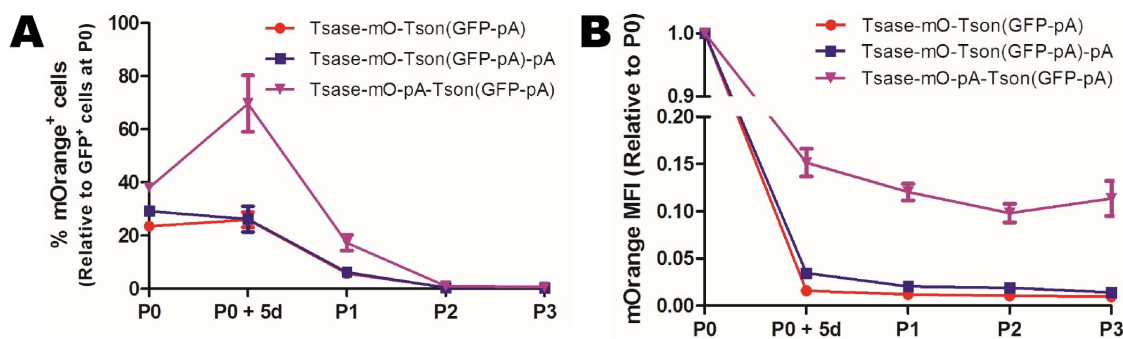 A
% mOrange⁺ cells
(Relative to GFP⁺ cells at P0)
100
80
60
40
20
0
Tsase-mO-Tson(GFP-pA)
Tsase-mO-Tson(GFP-pA)-pA
Tsase-mO-pA-Tson(GFP-pA)
P0
P0 + 5d
P1
P2
P3
B
mOrange MFI (Relative to P0)
1.0
0.9
0.20
0.15
0.10
0.05
0.00
Tsase-mO-Tson(GFP-pA)
Tsase-mO-Tson(GFP-pA)-pA
Tsase-mO-pA-Tson(GFP-pA)
P0
P0 + 5d
P1
P2
P3